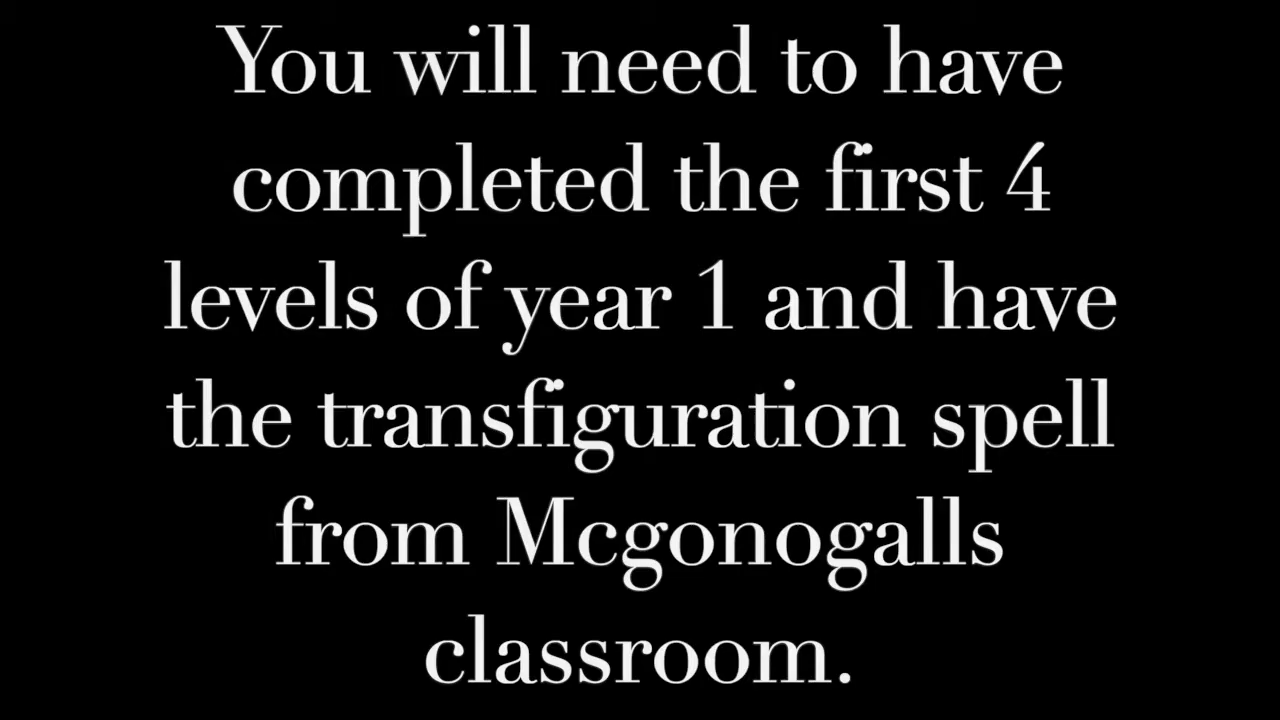 You will need to have
completed the first 4
levels of year 1 and have
the transfiguration spell
from Mcgonogalls
classroom.